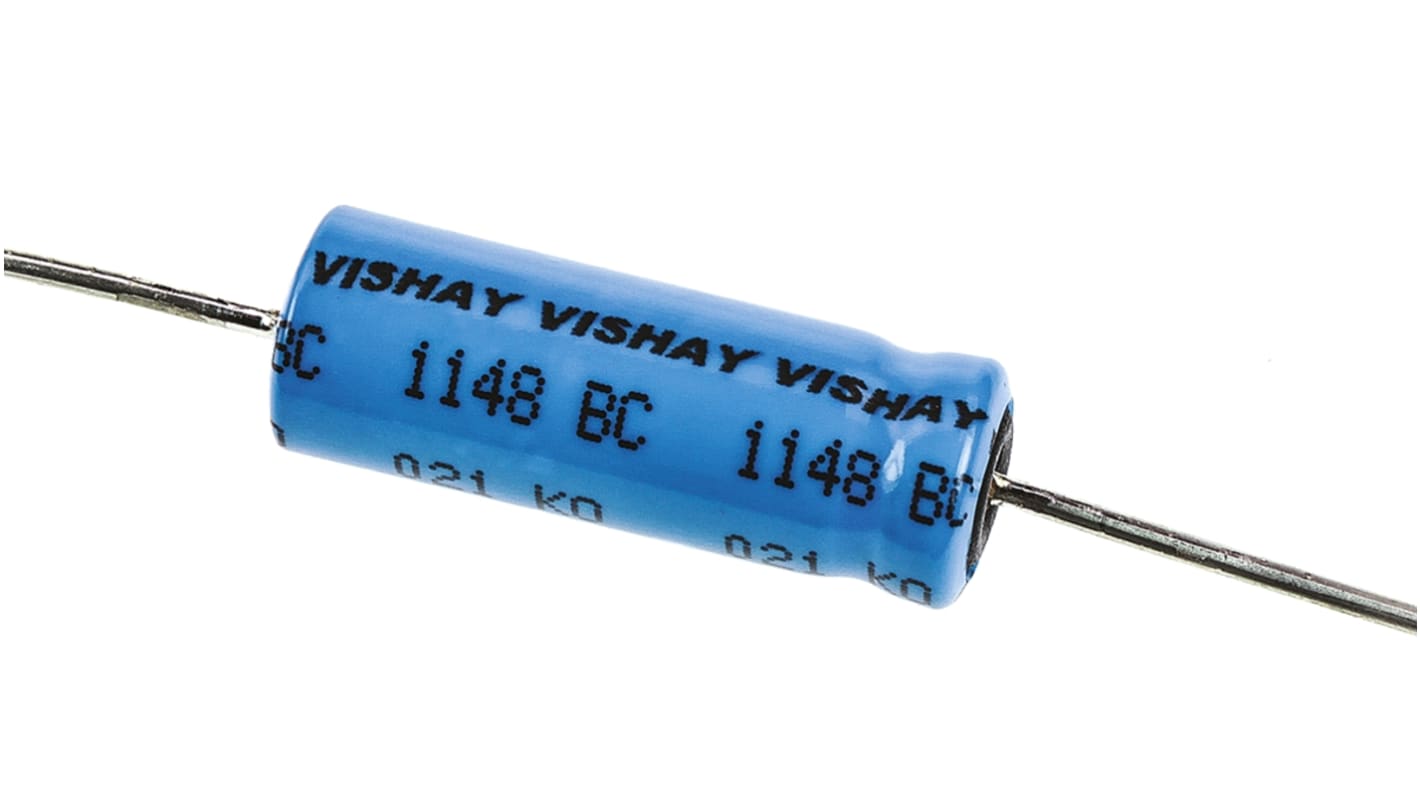 VISHAY VISHAY VISHAY
BC 1148 BC 1148 BC
021 KO 021 KO